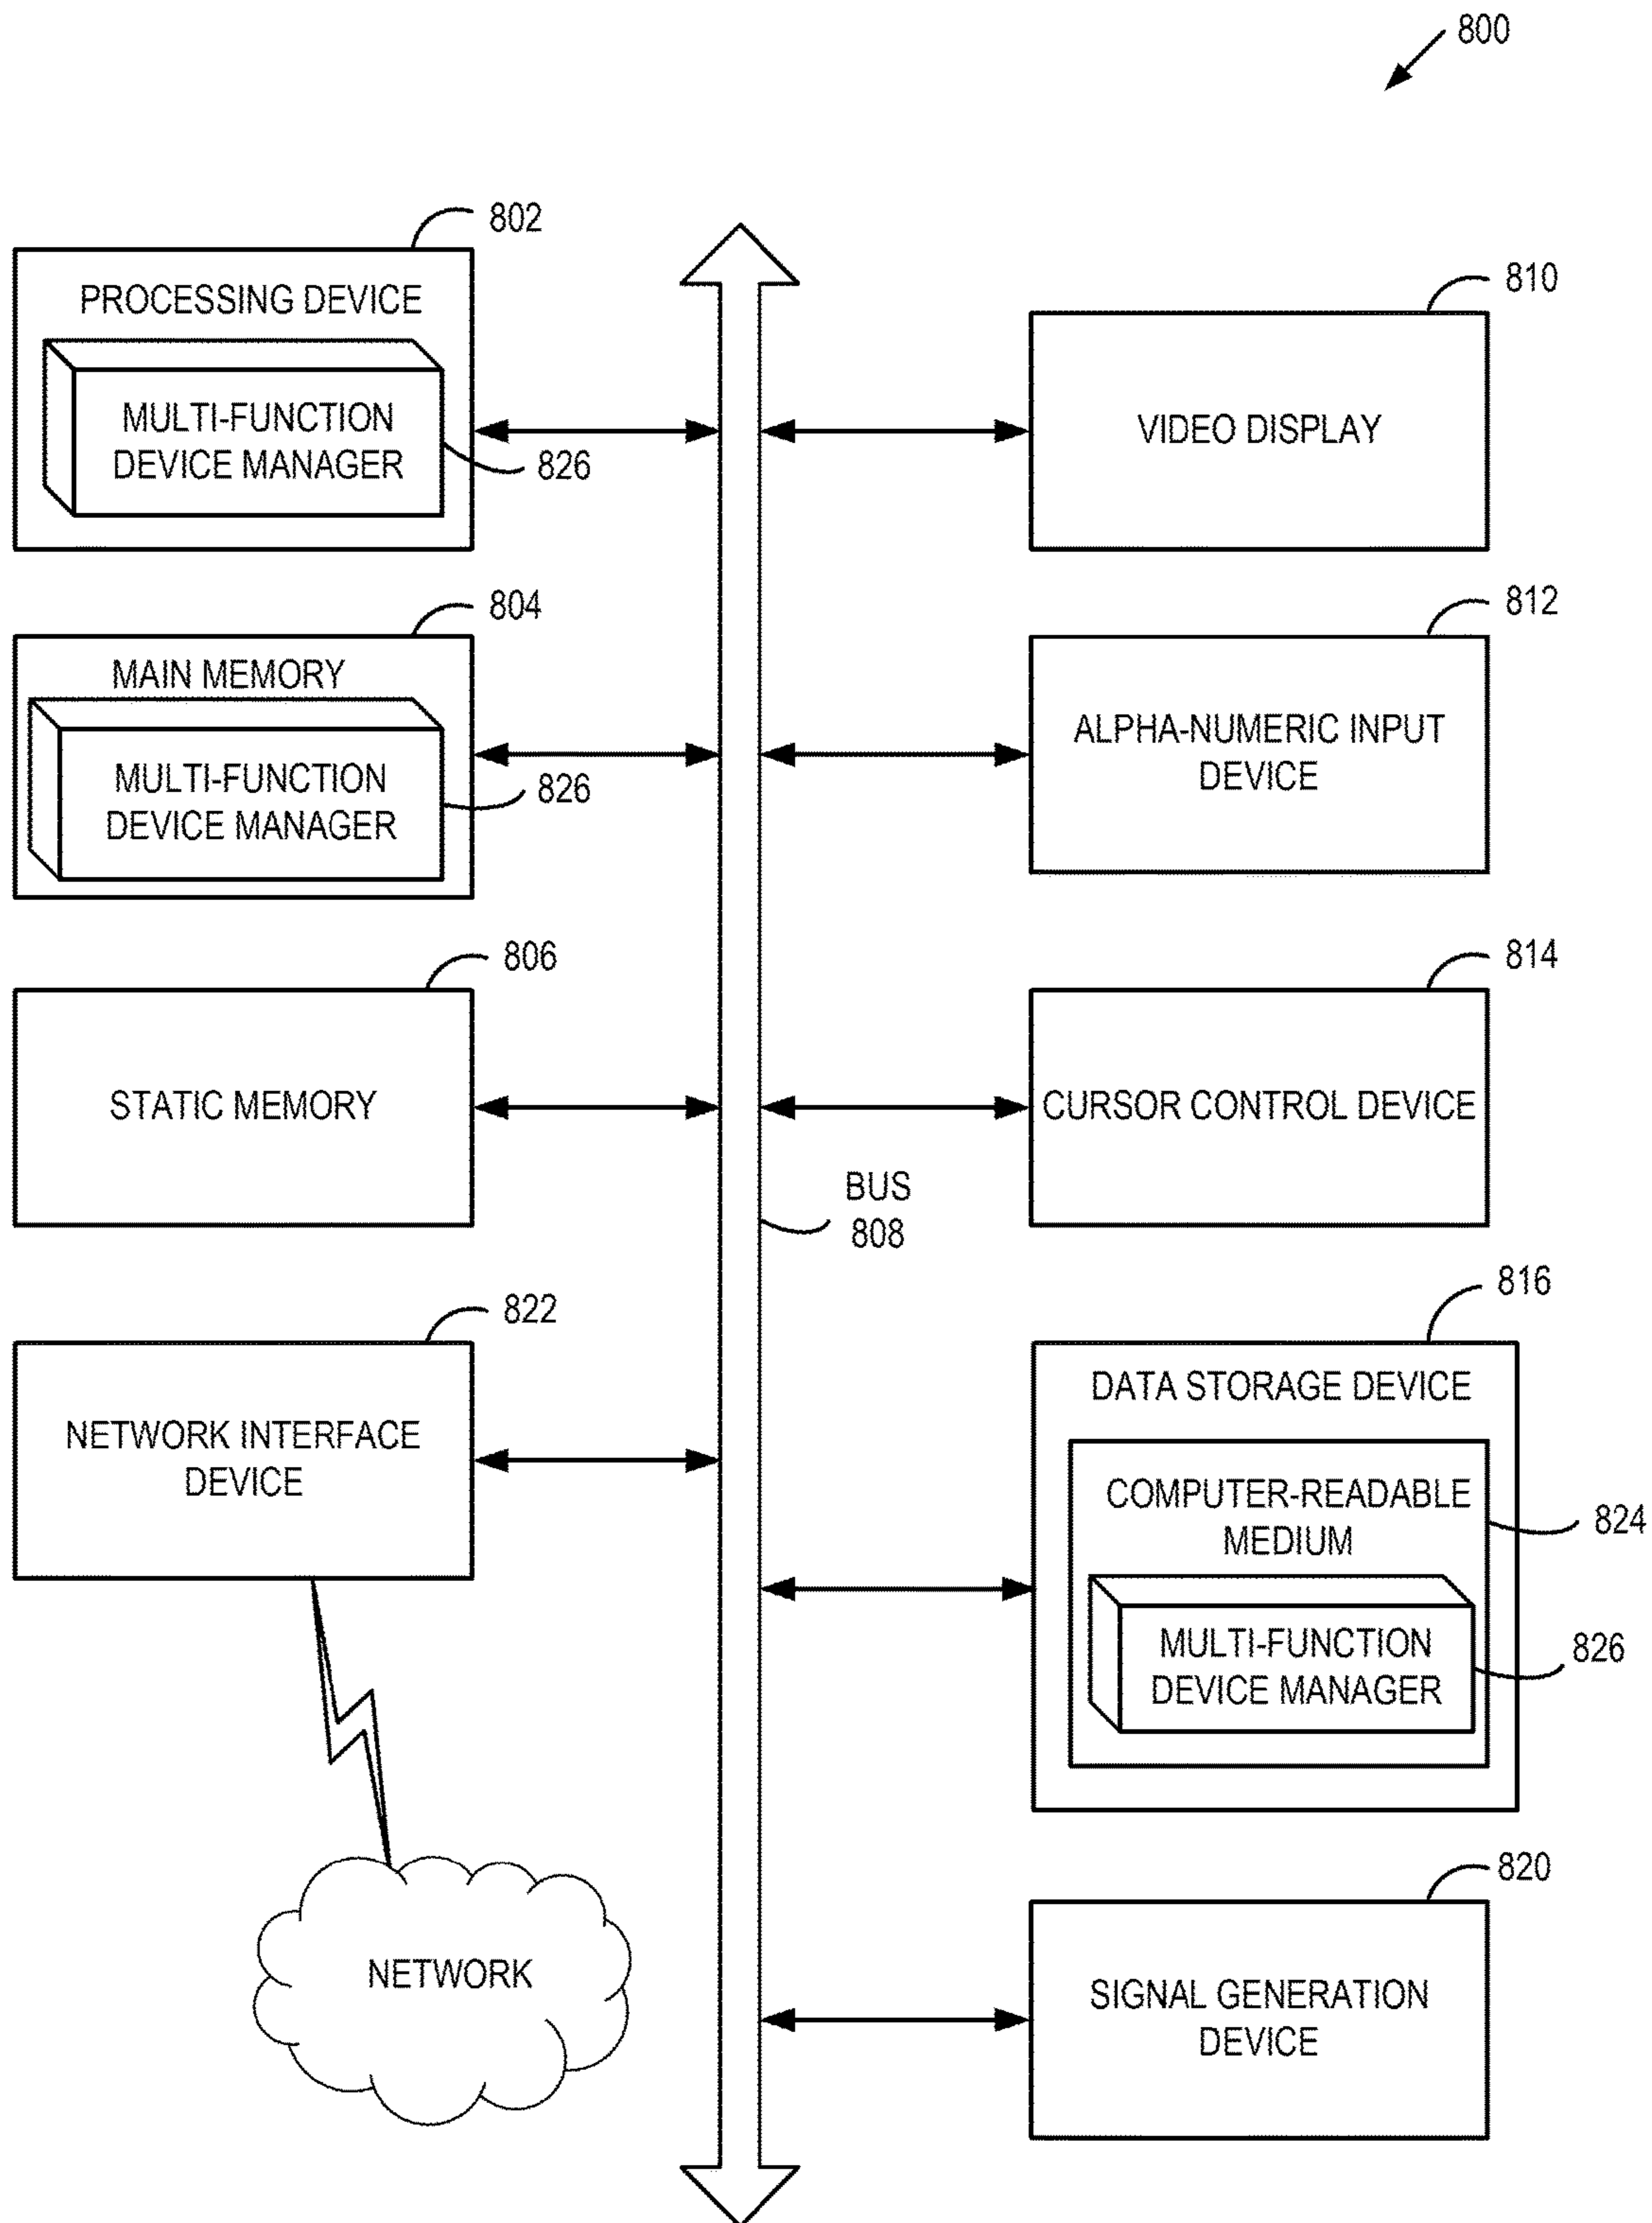 800
802
PROCESSING DEVICE
MULTI-FUNCTION
DEVICE MANAGER
826
804
MAIN MEMORY
MULTI-FUNCTION
DEVICE MANAGER
826
806
STATIC MEMORY
822
NETWORK INTERFACE
DEVICE
NETWORK
BUS
808
810
VIDEO DISPLAY
812
ALPHA-NUMERIC INPUT
DEVICE
814
CURSOR CONTROL DEVICE
816
DATA STORAGE DEVICE
COMPUTER-READABLE
MEDIUM
824
MULTI-FUNCTION
DEVICE MANAGER
826
820
SIGNAL GENERATION
DEVICE